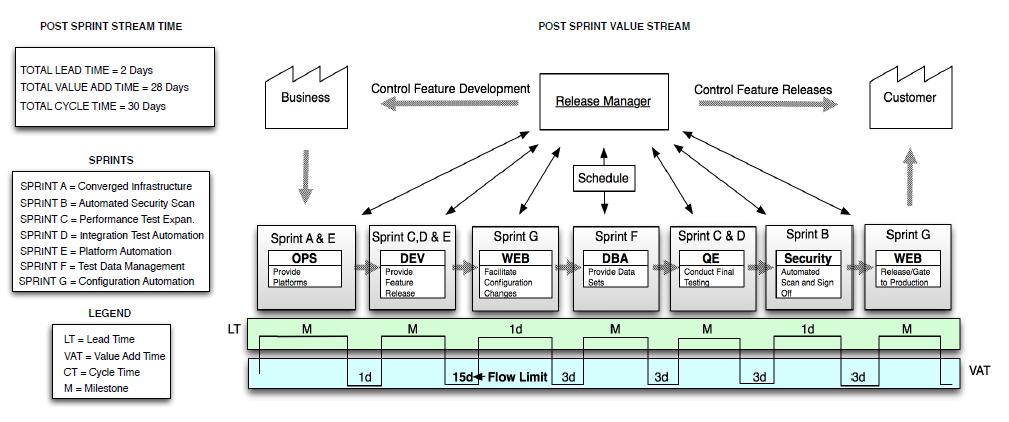 POST SPRINT STREAM TIME
POST SPRINT VALUE STREAM
TOTAL LEAD TIME = 2 Days
TOTAL VALUE ADD TIME = 28 Days
TOTAL CYCLE TIME = 30 Days
Business
Control Feature Development
Release Manager
Control Feature Releases
Customer
SPRINTS
SPRINT A = Converged Infrastructure
SPRINT B = Automated Security Scan
SPRINT C = Performance Test Expan.
SPRINT D = Integration Test Automation
SPRINT E = Platform Automation
SPRINT F = Test Data Management
SPRINT G = Configuration Automation
Schedule
Sprint A & E
OPS
Provide
Platforms
Sprint C,D & E
DEV
Provide
Feature
Release
Sprint G
WEB
Facilitate
Configuration
Changes
Sprint F
DBA
Provide Data
Sets
Sprint C & D
QE
Conduct Final
Testing
Sprint B
Security
Automated
Scan and Sign
Off
Sprint G
WEB
Release/Gate
to Production
LEGEND
LT = Lead Time
VAT = Value Add Time
CT = Cycle Time
M = Milestone
LT M M 1d M M 1d M
1d 15d Flow Limit 3d 3d 3d 3d VAT